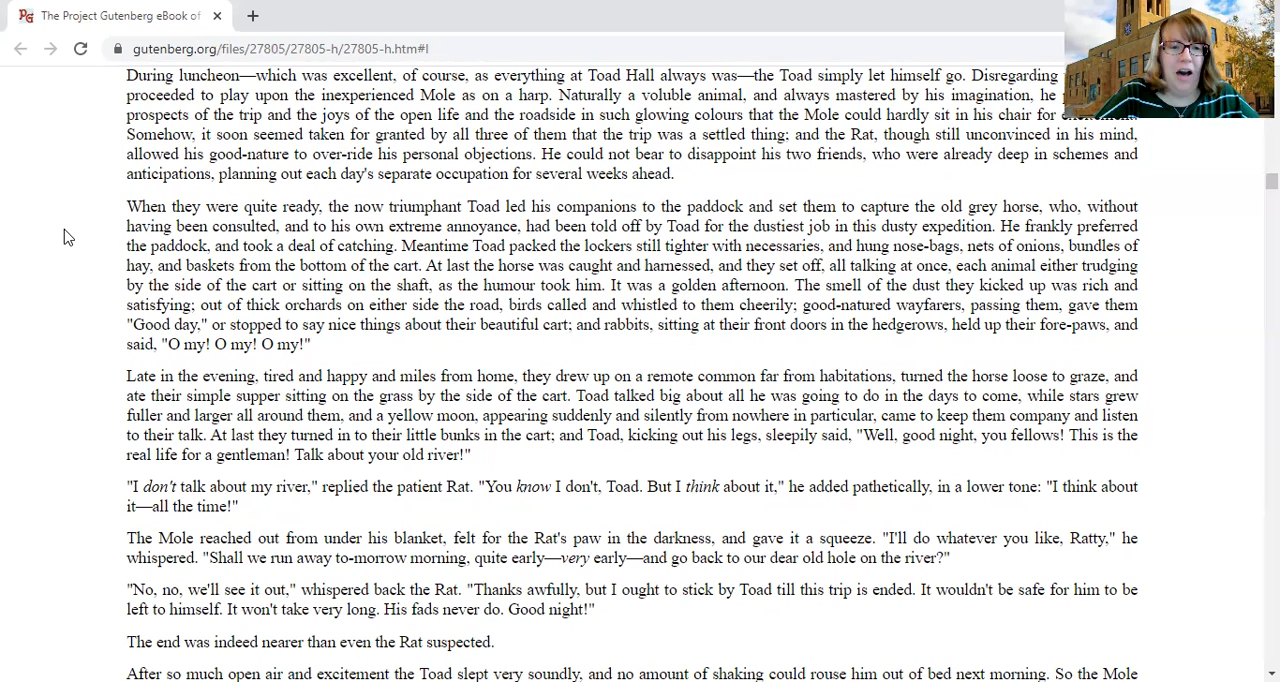 The Project Gutenberg eBook of
gutenberg.org/files/27805/27805-h/27805-h.htm#I
During luncheon—which was excellent, of course, as everything at Toad Hall always was—the Toad simply let himself go. Disregarding
proceeded to play upon the inexperienced Mole as on a harp. Naturally a voluble animal, and always mastered by his imagination, he
prospects of the trip and the joys of the open life and the roadside in such glowing colours that the Mole could hardly sit in his chair for
Somehow, it soon seemed taken for granted by all three of them that the trip was a settled thing; and the Rat, though still unconvinced in his mind,
allowed his good-nature to over-ride his personal objections. He could not bear to disappoint his two friends, who were already deep in schemes and
anticipations, planning out each day's separate occupation for several weeks ahead.
When they were quite ready, the now triumphant Toad led his companions to the paddock and set them to capture the old grey horse, who, without
having been consulted, and to his own extreme annoyance, had been told off by Toad for the dustiest job in this dusty expedition. He frankly preferred
the paddock, and took a deal of catching. Meantime Toad packed the lockers still tighter with necessaries, and hung nose-bags, nets of onions, bundles of
hay, and baskets from the bottom of the cart. At last the horse was caught and harnessed, and they set off, all talking at once, each animal either trudging
by the side of the cart or sitting on the shaft, as the humour took him. It was a golden afternoon. The smell of the dust they kicked up was rich and
satisfying; out of thick orchards on either side the road, birds called and whistled to them cheerily; good-natured wayfarers, passing them, gave them
"Good day," or stopped to say nice things about their beautiful cart; and rabbits, sitting at their front doors in the hedgerows, held up their fore-paws, and
said, "O my! O my! O my!"
Late in the evening, tired and happy and miles from home, they drew up on a remote common far from habitations, turned the horse loose to graze, and
ate their simple supper sitting on the grass by the side of the cart. Toad talked big about all he was going to do in the days to come, while stars grew
fuller and larger all around them, and a yellow moon, appearing suddenly and silently from nowhere in particular, came to keep them company and listen
to their talk. At last they turned in to their little bunks in the cart; and Toad, kicking out his legs, sleepily said, "Well, good night, you fellows! This is the
real life for a gentleman! Talk about your old river!"
"I don't talk about my river," replied the patient Rat. "You know I don't, Toad. But I think about it," he added pathetically, in a lower tone: "I think about
it—all the time!"
The Mole reached out from under his blanket, felt for the Rat's paw in the darkness, and gave it a squeeze. "I'll do whatever you like, Ratty," he
whispered. "Shall we run away to-morrow morning, quite early—very early—and go back to our dear old hole on the river?"
"No, no, we'll see it out," whispered back the Rat. "Thanks awfully, but I ought to stick by Toad till this trip is ended. It wouldn't be safe for him to be
left to himself. It won't take very long. His fads never do. Good night!"
The end was indeed nearer than even the Rat suspected.
After so much open air and excitement the Toad slept very soundly, and no amount of shaking could rouse him out of bed next morning. So the Mole